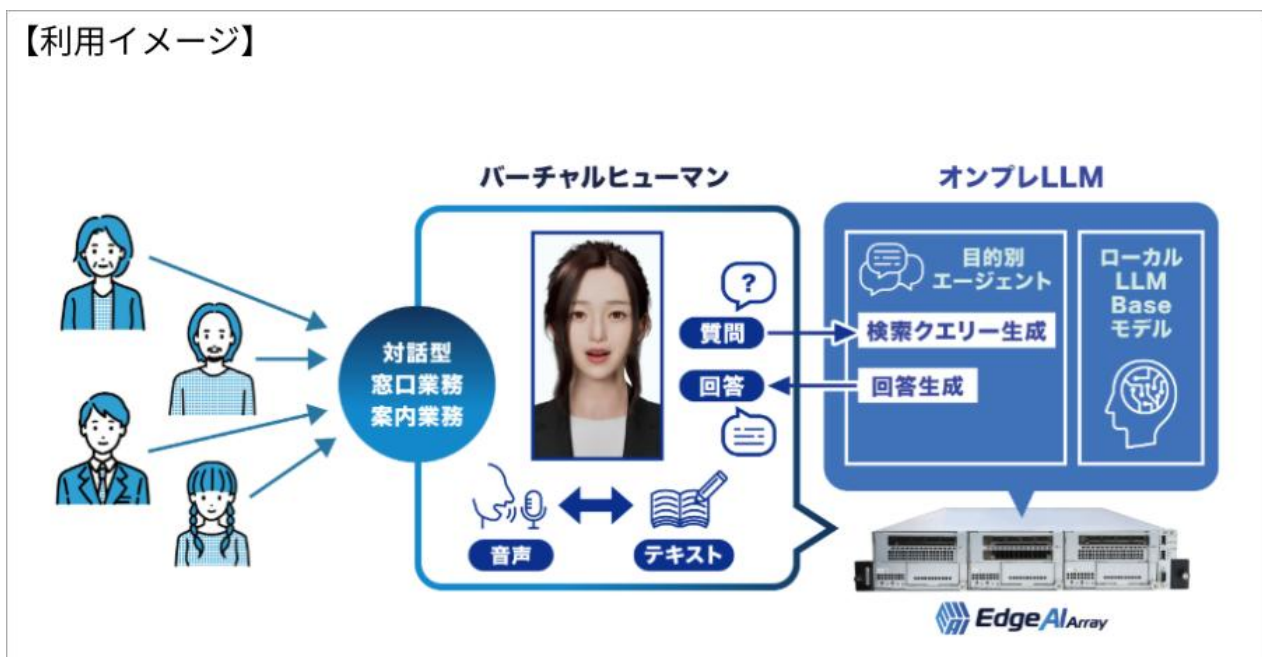 【利用イメージ】
バーチャルヒューマン
オンプレLLM
対話型
窓口業務
案内業務
?
質問
回答
音声
テキスト
目的別
エージェント
検索クエリー生成
回答生成
ローカル
LLM
Base
モデル
EdgeAI Array